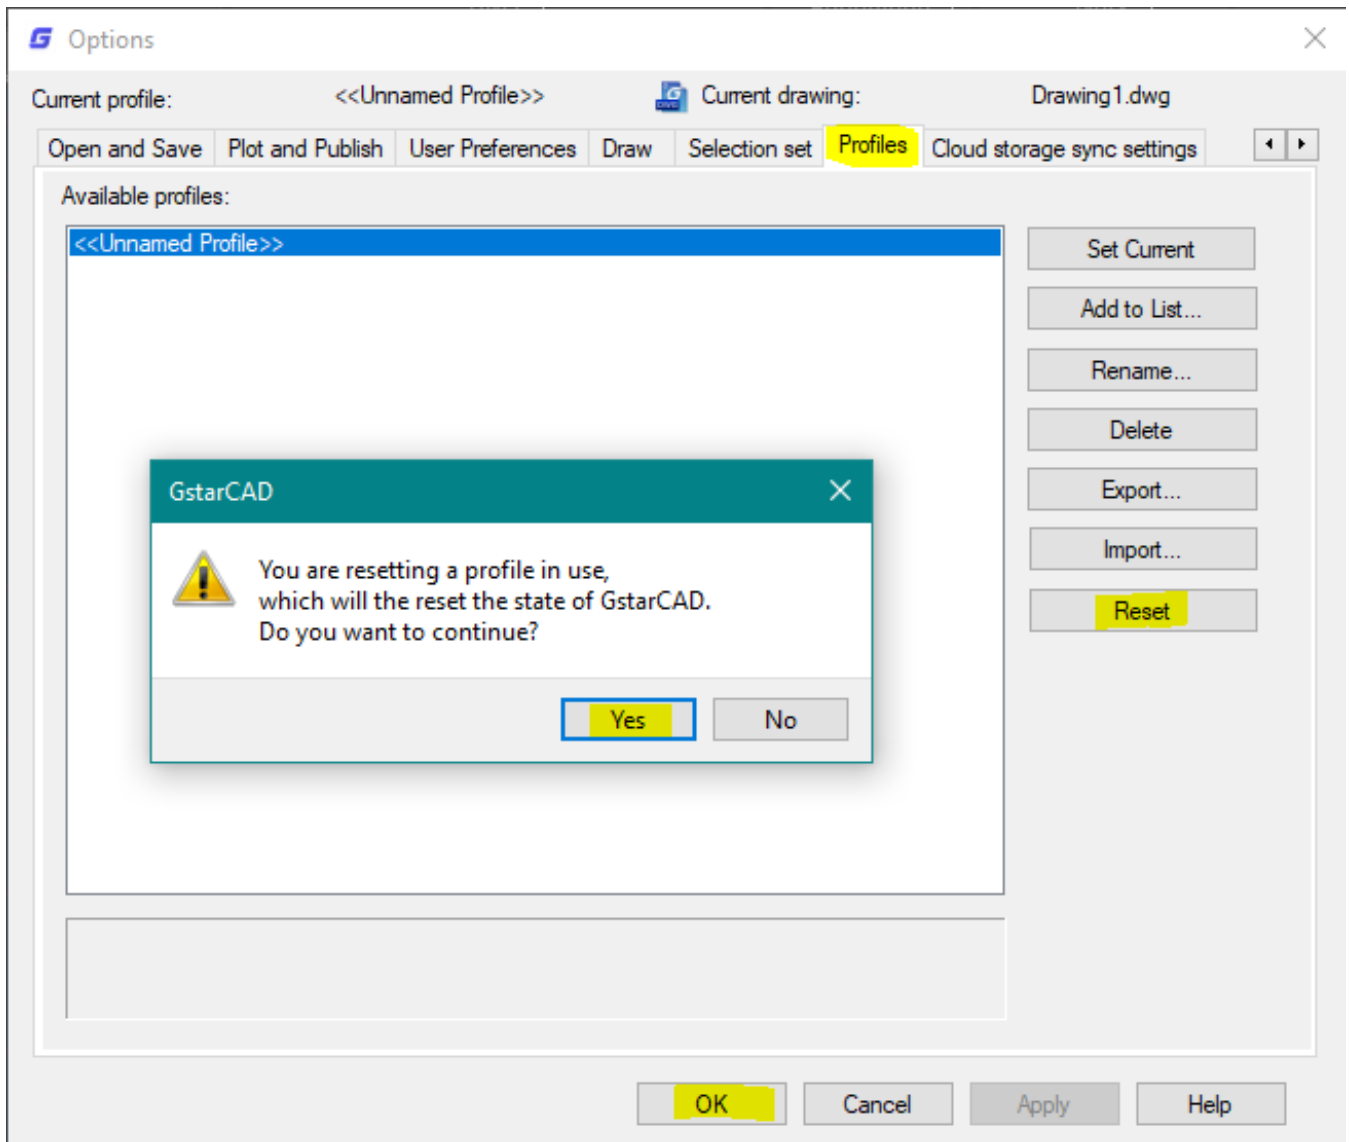 Options
Current profile: <<Unnamed Profile>> Current drawing: Drawing1.dwg
Open and Save Plot and Publish User Preferences Draw Selection set Profiles Cloud storage sync settings
Available profiles:
<<Unnamed Profile>>
Set Current
Add to List...
Rename...
Delete
Export...
Import...
Reset
GstarCAD
You are resetting a profile in use,
which will the reset the state of GstarCAD.
Do you want to continue?
Yes No
OK Cancel Apply Help